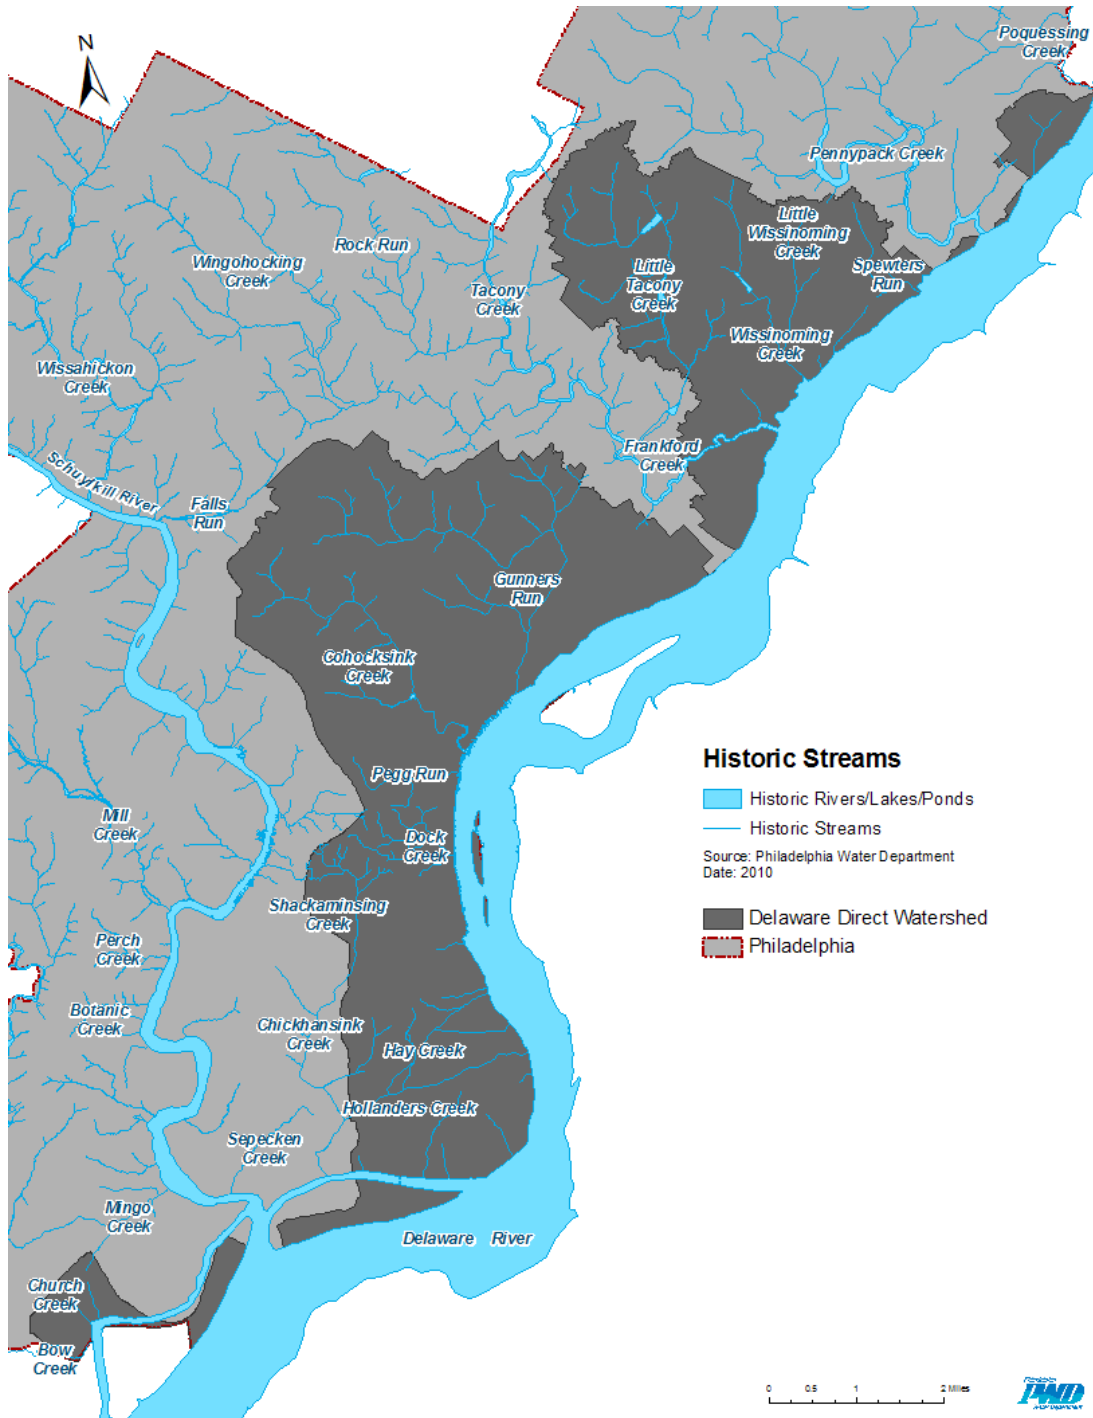 N
Poquessing
Creek
Pennypack Creek
Little
Wissinoming
Creek
Rock Run
Wingohocking
Creek
Spewters
Run
Little
Tacony
Creek
Tacony
Creek
Wissinoming
Creek
Wissahickon
Creek
Frankford
Creek
Schuylkill River
Falls
Run
Gunners
Run
Cohocksink
Creek
Pegg Run
Mill
Creek
Dock
Creek
Shackaminsing
Creek
Perch
Creek
Botanic
Creek
Chickhansink
Creek
Hay Creek
Hollanders Creek
Sepecken
Creek
Mingo
Creek
Delaware River
Church
Creek
Bow
Creek
Historic Streams
Historic Rivers/Lakes/Ponds
Historic Streams
Source: Philadelphia Water Department
Date: 2010
Delaware Direct Watershed
Philadelphia
0 0.5 1 2 Miles
PWD